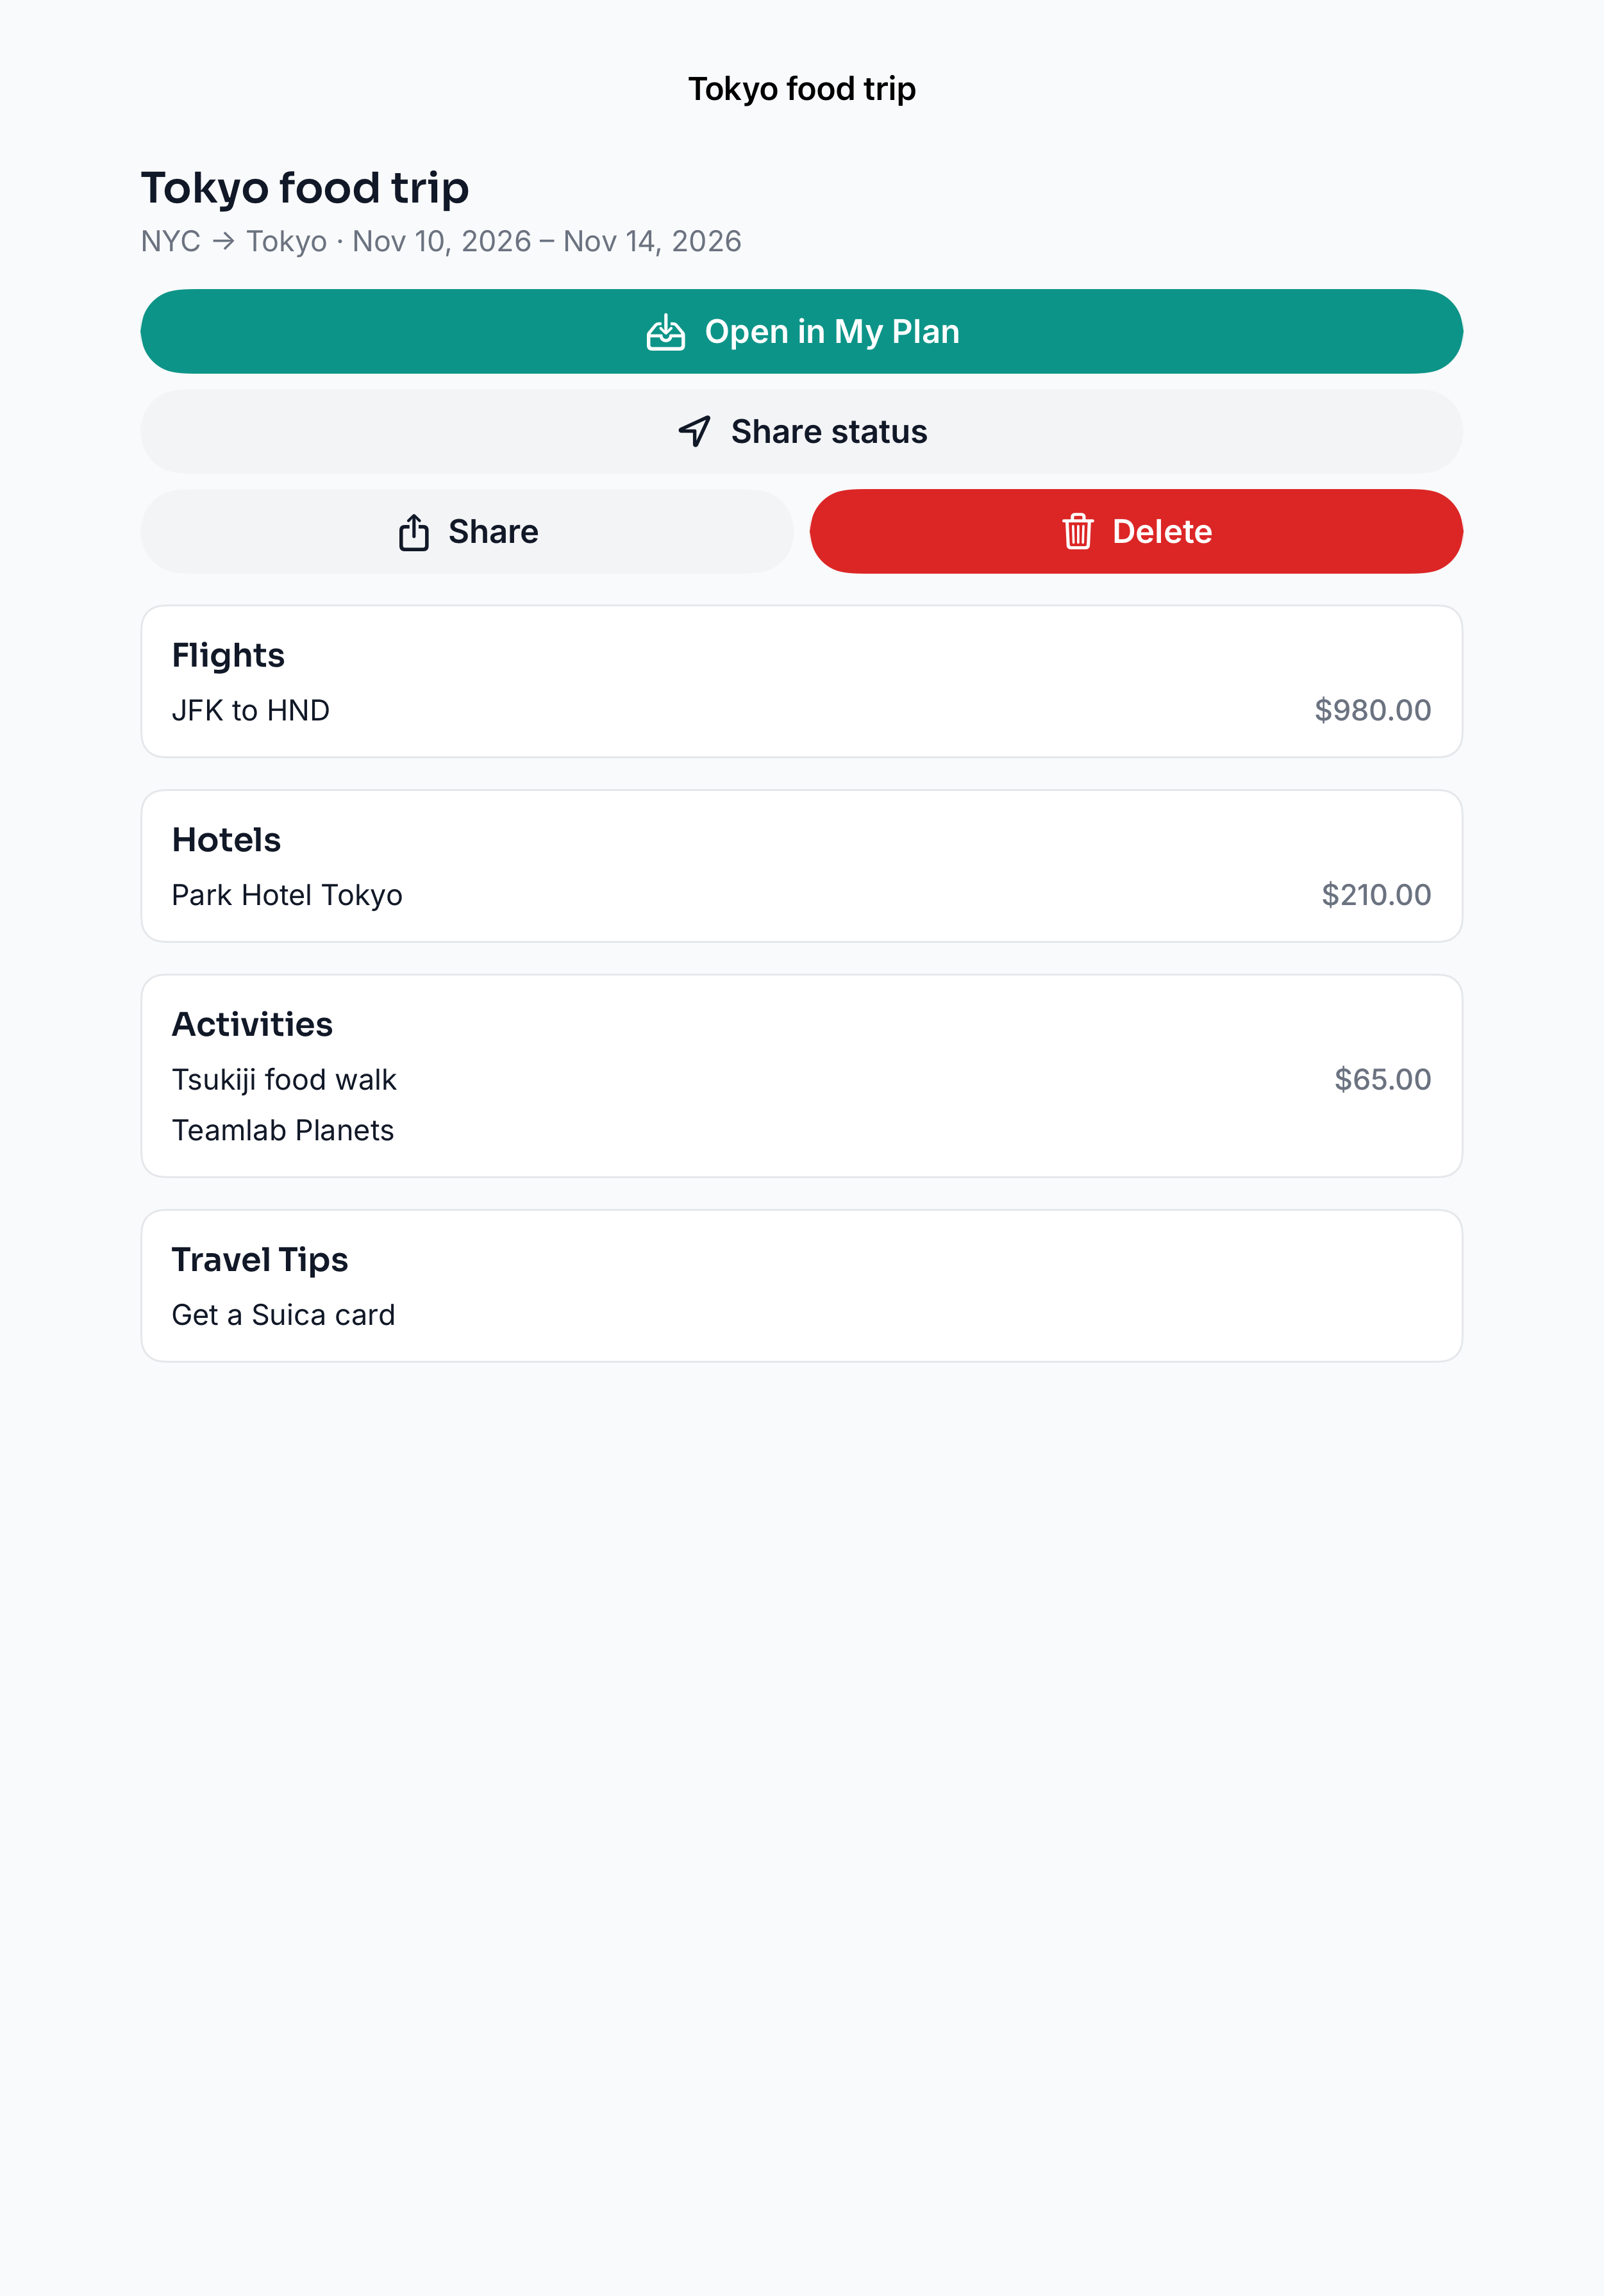 Tokyo food trip
Tokyo food trip
NYC → Tokyo · Nov 10, 2026 – Nov 14, 2026
Open in My Plan
Share status
Share Delete
Flights
JFK to HND $980.00
Hotels
Park Hotel Tokyo $210.00
Activities
Tsukiji food walk $65.00
Teamlab Planets
Travel Tips
Get a Suica card